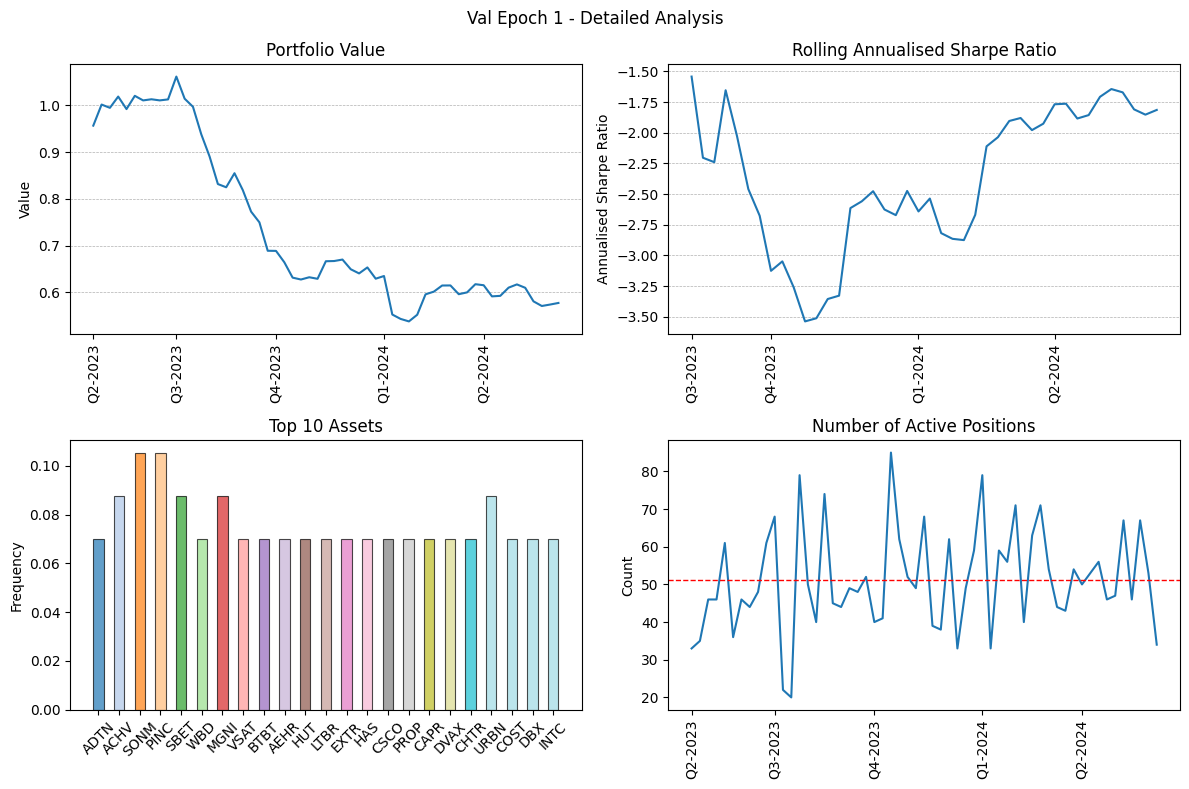 Val Epoch 1 - Detailed Analysis
Portfolio Value
Value
1.0
0.9
0.8
0.7
0.6
Q2-2023
Q3-2023
Q4-2023
Q1-2024
Q2-2024
Rolling Annualised Sharpe Ratio
Annualised Sharpe Ratio
−1.50
−1.75
−2.00
−2.25
−2.50
−2.75
−3.00
−3.25
−3.50
Q3-2023
Q4-2023
Q1-2024
Q2-2024
Top 10 Assets
Frequency
0.10
0.08
0.06
0.04
0.02
0.00
ADTN
ACHV
SONM
PINC
SBET
WBD
MGNI
VSAT
BTBT
AEHR
HUT
LTBR
EXTR
HAS
CSCO
PROP
CAPR
DVAX
CHTR
URBN
COST
DBX
INTC
Number of Active Positions
Count
80
70
60
50
40
30
20
Q2-2023
Q3-2023
Q4-2023
Q1-2024
Q2-2024